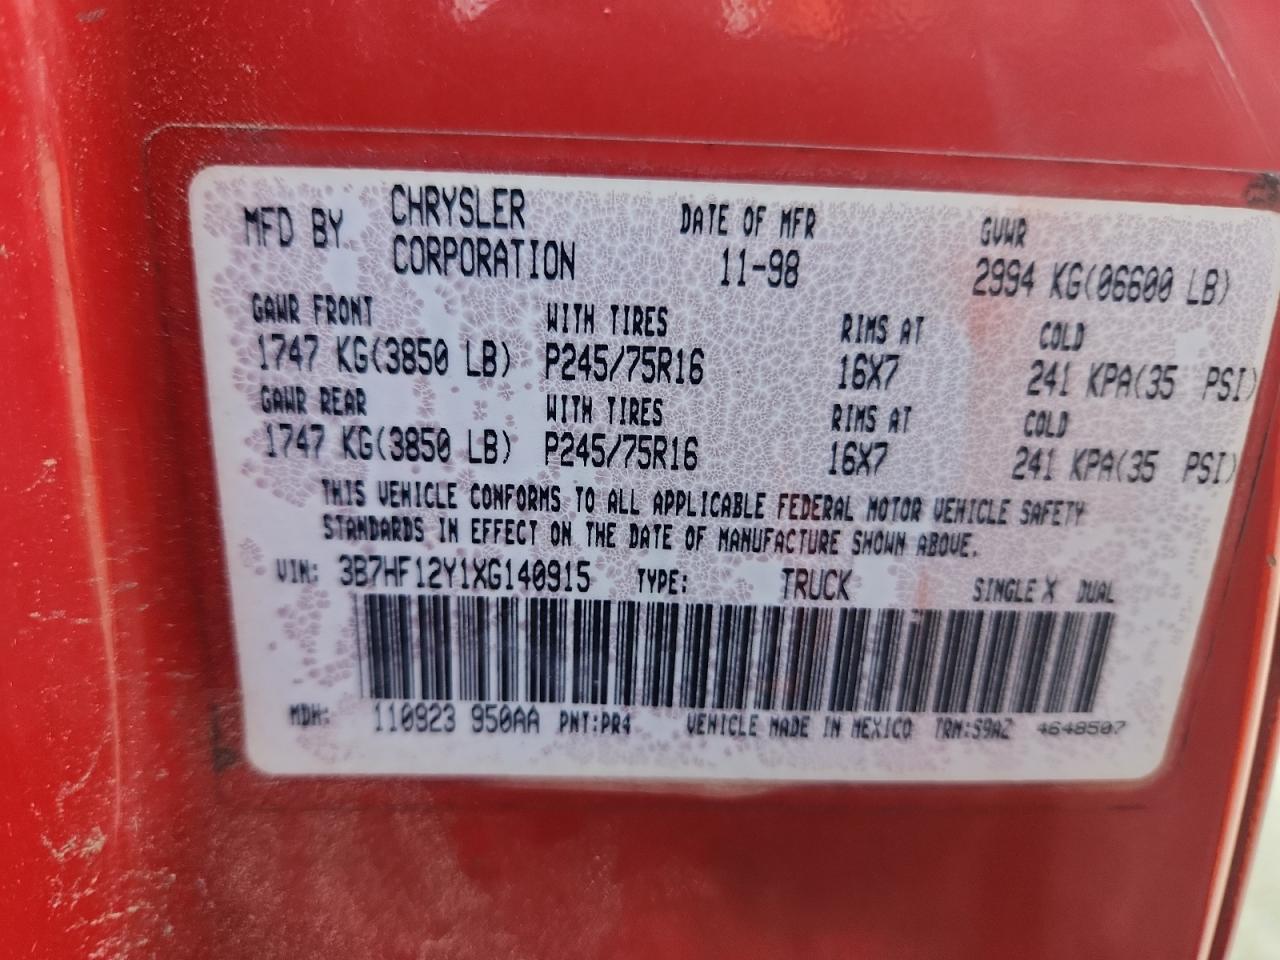 MFD BY CHRYSLER CORPORATION DATE OF MFR 11-98 GVWR 2994 KG(06600 LB)
GAWR FRONT WITH TIRES RIMS AT COLD
1747 KG(3850 LB) P245/75R16 16X7 241 KPA(35 PSI)
GAWR REAR WITH TIRES RIMS AT COLD
1747 KG(3850 LB) P245/75R16 16X7 241 KPA(35 PSI)
THIS VEHICLE CONFORMS TO ALL APPLICABLE FEDERAL MOTOR VEHICLE SAFETY
STANDARDS IN EFFECT ON THE DATE OF MANUFACTURE SHOWN ABOVE.
VIN: 3B7HF12Y1XG140915 TYPE: TRUCK SINGLE X DUAL
MDH: 110923 950AA PNT:PR4 VEHICLE MADE IN MEXICO TRM:S9AZ 4648507